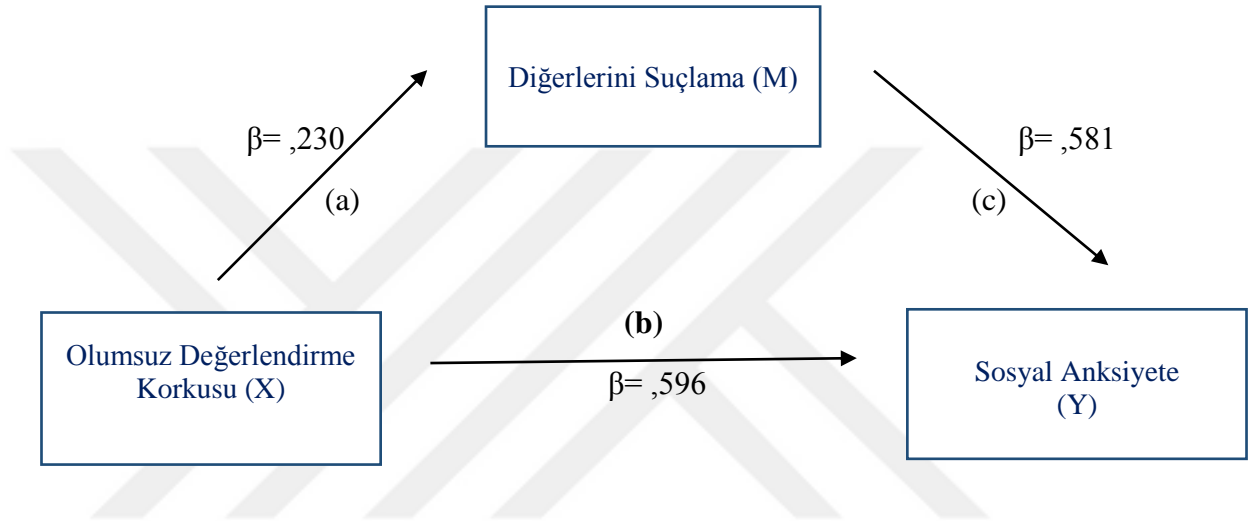 Diğerlerini Suçlama (M)
β= ,230
β= ,581
(a)
(c)
(b)
Olumsuz Değerlendirme
Korkusu (X)
β= ,596
Sosyal Anksiyete
(Y)